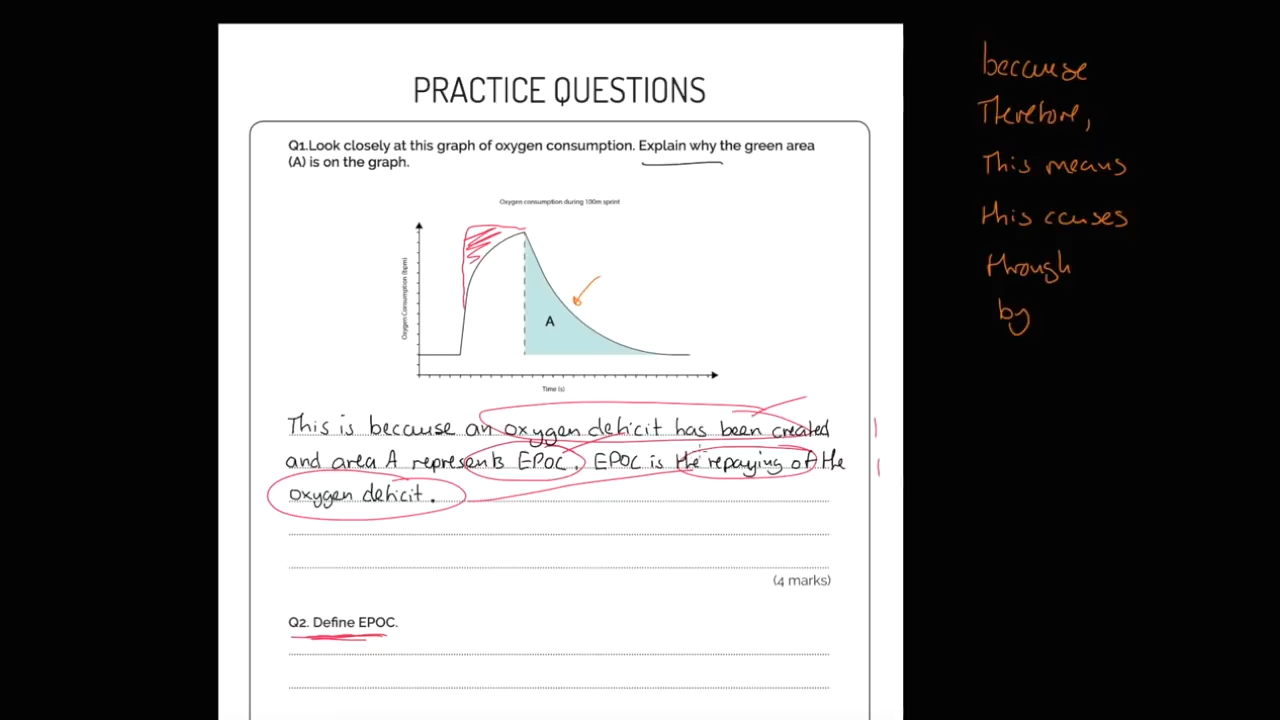 PRACTICE QUESTIONS
Q1.Look closely at this graph of oxygen consumption. Explain why the green area
(A) is on the graph.
Oxygen consumption during 100m sprint
Oxygen Consumption (bpm)
A
Time (s)
This is because an oxygen deficit has been created
and area A represents EPOC. EPOC is the repaying of the
oxygen deficit.
(4 marks)
Q2. Define EPOC.
because
Therefore,
This means
this causes
through
by